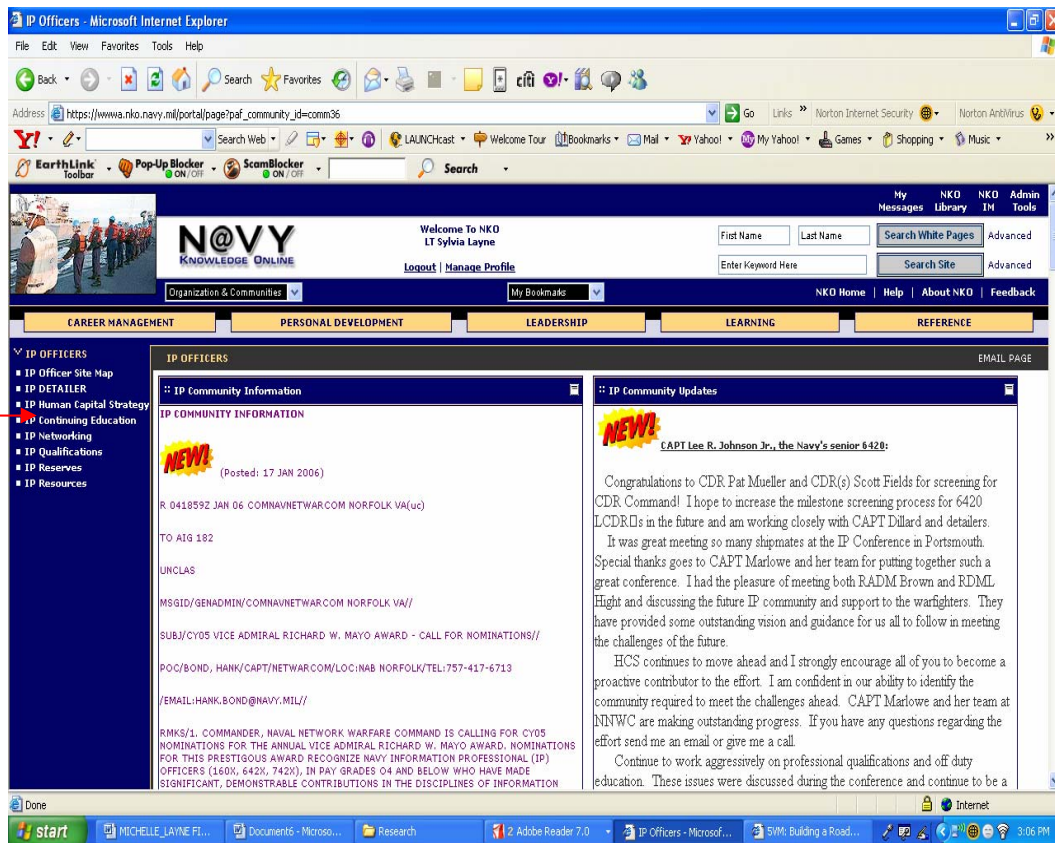 IP Officers - Microsoft Internet Explorer
File Edit View Favorites Tools Help
Back Search Favorites citi
Address https://wwwa.nko.navy.mil/portal/page?paf_community_id=comm36 Go Links » Norton Internet Security Norton AntiVirus
Y! Search Web LAUNCHcast Welcome Tour Bookmarks Mail Yahoo! My Yahoo! Games Shopping Music »
EarthLink Toolbar Pop-Up Blocker ON/OFF ScamBlocker ON/OFF Search
My Messages NKO Library NKO IM Admin Tools
N@VY KNOWLEDGE ONLINE
Welcome To NKO
LT Sylvia Layne
Logout | Manage Profile
First Name Last Name Search White Pages Advanced
Enter Keyword Here Search Site Advanced
Organization & Communities My Bookmarks NKO Home | Help | About NKO | Feedback
CAREER MANAGEMENT PERSONAL DEVELOPMENT LEADERSHIP LEARNING REFERENCE
IP OFFICERS
IP Officer Site Map
IP DETAILER
IP Human Capital Strategy
IP Continuing Education
IP Networking
IP Qualifications
IP Reserves
IP Resources
IP OFFICERS EMAIL PAGE
:: IP Community Information
IP COMMUNITY INFORMATION
NEW!
(Posted: 17 JAN 2006)
R 041859Z JAN 06 COMNAVNETWARCOM NORFOLK VA(uc)
TO AIG 182
UNCLAS
MSGID/GENADMIN/COMNAVNETWARCOM NORFOLK VA//
SUBJ/CY05 VICE ADMIRAL RICHARD W. MAYO AWARD - CALL FOR NOMINATIONS//
POC/BOND, HANK/CAPT/NETWARCOM/LOC:NAB NORFOLK/TEL:757-417-6713
/EMAIL:HANK.BOND@NAVY.MIL//
RMKS/1. COMMANDER, NAVAL NETWORK WARFARE COMMAND IS CALLING FOR CY05
NOMINATIONS FOR THE ANNUAL VICE ADMIRAL RICHARD W. MAYO AWARD. NOMINATIONS
FOR THIS PRESTIGOUS AWARD RECOGNIZE NAVY INFORMATION PROFESSIONAL (IP)
OFFICERS (160X, 642X, 742X), IN PAY GRADES O4 AND BELOW WHO HAVE MADE
SIGNIFICANT, DEMONSTRABLE CONTRIBUTIONS IN THE DISCIPLINES OF INFORMATION
:: IP Community Updates
NEW!
CAPT Lee R. Johnson Jr., the Navy's senior 6420:
Congratulations to CDR Pat Mueller and CDR(s) Scott Fields for screening for
CDR Command! I hope to increase the milestone screening process for 6420
LCDR□s in the future and am working closely with CAPT Dillard and detailers.
It was great meeting so many shipmates at the IP Conference in Portsmouth.
Special thanks goes to CAPT Marlowe and her team for putting together such a
great conference. I had the pleasure of meeting both RADM Brown and RDML
Hight and discussing the future IP community and support to the warfighters. They
have provided some outstanding vision and guidance for us all to follow in meeting
the challenges of the future.
HCS continues to move ahead and I strongly encourage all of you to become a
proactive contributor to the effort. I am confident in our ability to identify the
community required to meet the challenges ahead. CAPT Marlowe and her team at
NNWC are making outstanding progress. If you have any questions regarding the
effort send me an email or give me a call.
Continue to work aggressively on professional qualifications and off duty
education. These issues were discussed during the conference and continue to be a
Done Internet
start MICHELLE_LAYNE FI... Document6 - Microso... Research 2 Adobe Reader 7.0 IP Officers - Microsof... SVM: Building a Road... 3:06 PM